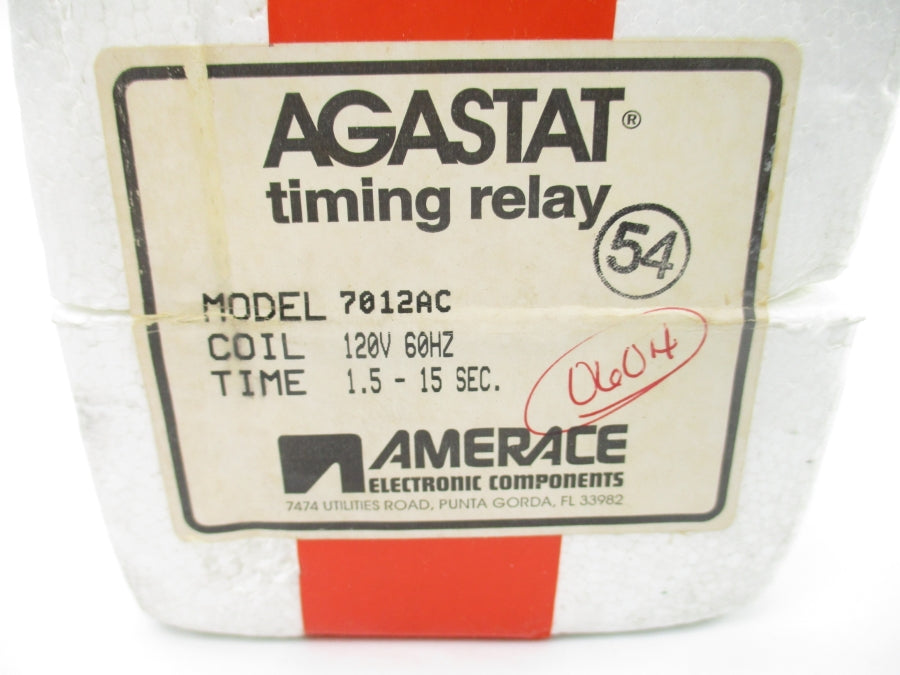 AGASTAT®
timing relay
54
MODEL 7012AC
COIL 120V 60HZ
TIME 1.5 - 15 SEC.
0604
AMERACE
ELECTRONIC COMPONENTS
7474 UTILITIES ROAD, PUNTA GORDA, FL 33982